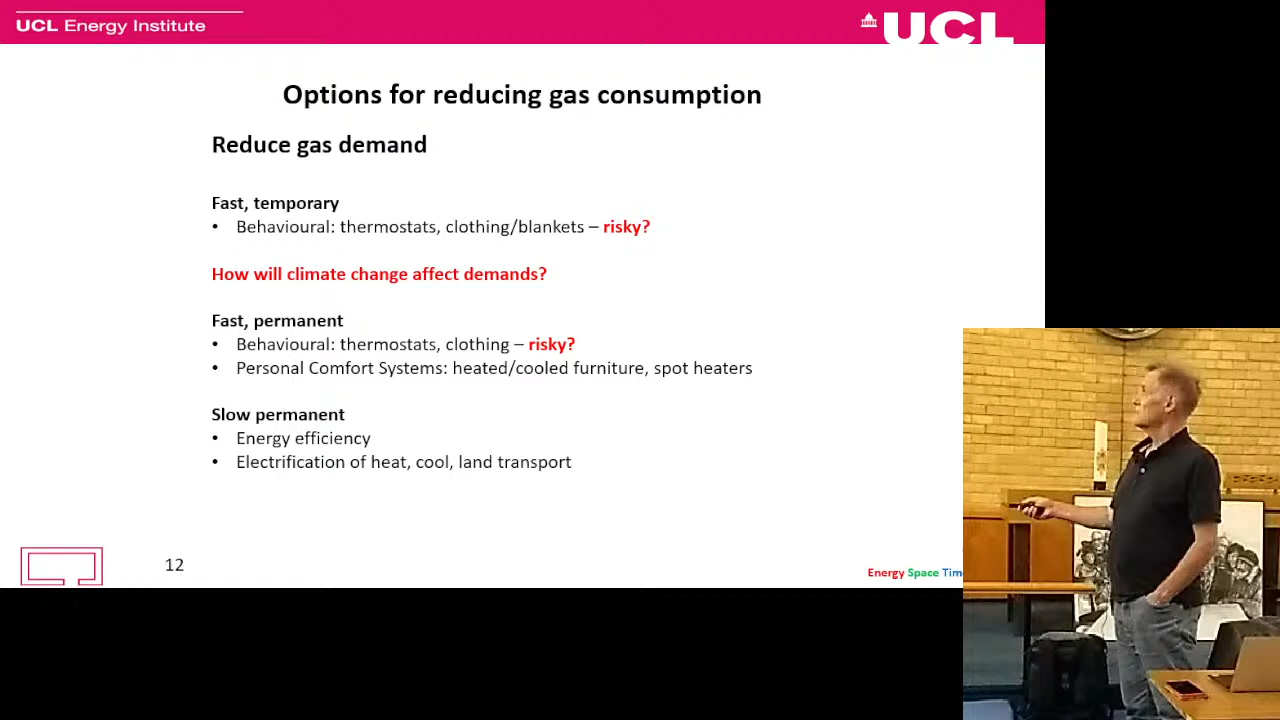 UCL Energy Institute
UCL
Options for reducing gas consumption
Reduce gas demand
Fast, temporary
• Behavioural: thermostats, clothing/blankets – risky?
How will climate change affect demands?
Fast, permanent
• Behavioural: thermostats, clothing – risky?
• Personal Comfort Systems: heated/cooled furniture, spot heaters
Slow permanent
• Energy efficiency
• Electrification of heat, cool, land transport
12
Energy Space Tim